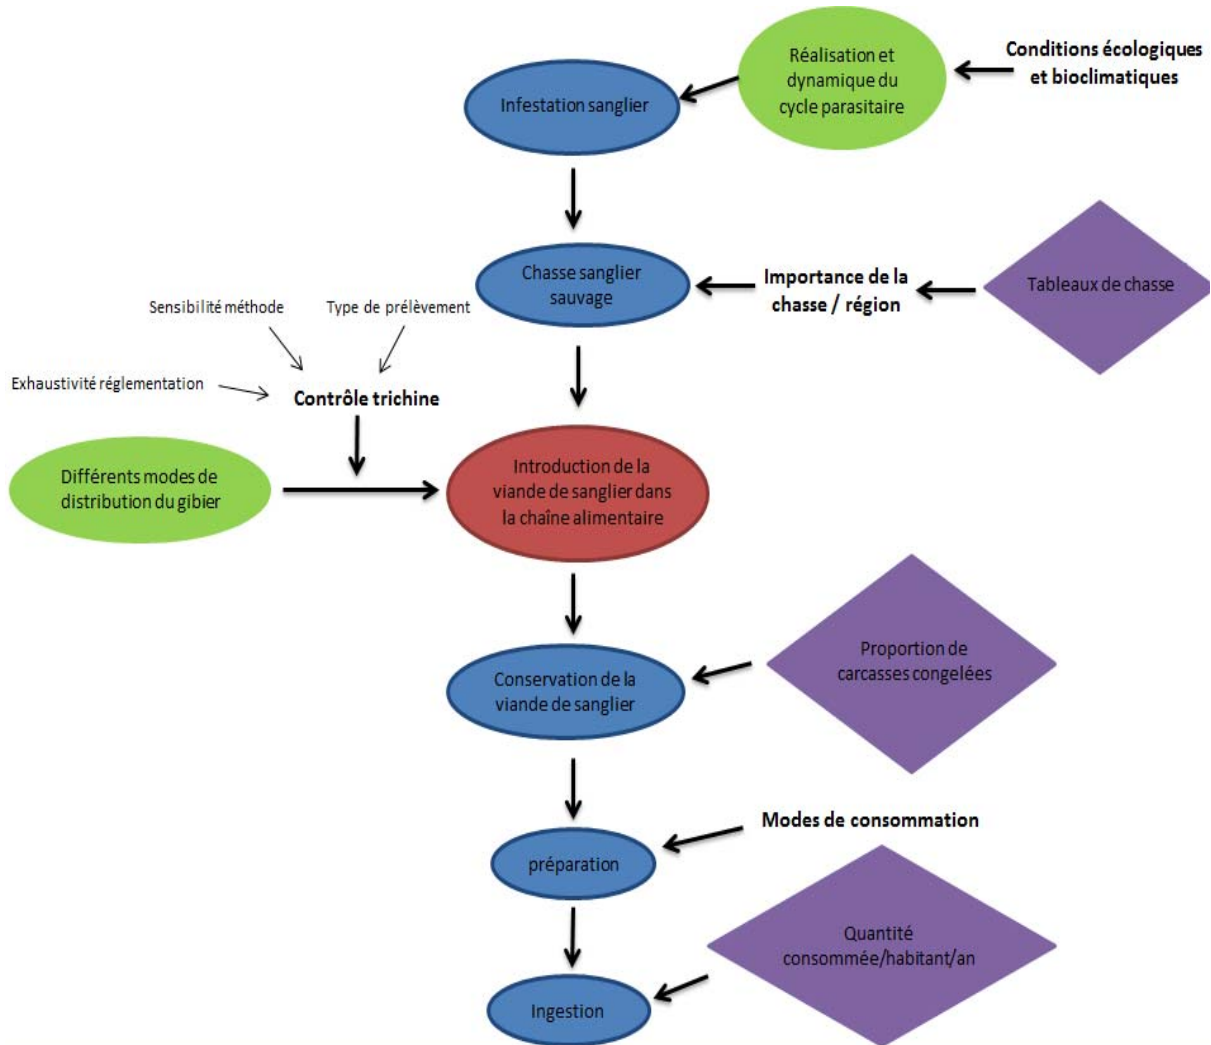 Conditions écologiques
et bioclimatiques
Réalisation et
dynamique du
cycle parasitaire
Infestation sanglier
Chasse sanglier
sauvage
Importance de la
chasse / région
Tableaux de chasse
Sensibilité méthode
Type de prélèvement
Exhaustivité réglementation
Contrôle trichine
Différents modes de
distribution du gibier
Introduction de la
viande de sanglier dans
la chaîne alimentaire
Conservation de la
viande de sanglier
Proportion de
carcasses congelées
Modes de consommation
préparation
Quantité
consommée/habitant/an
Ingestion